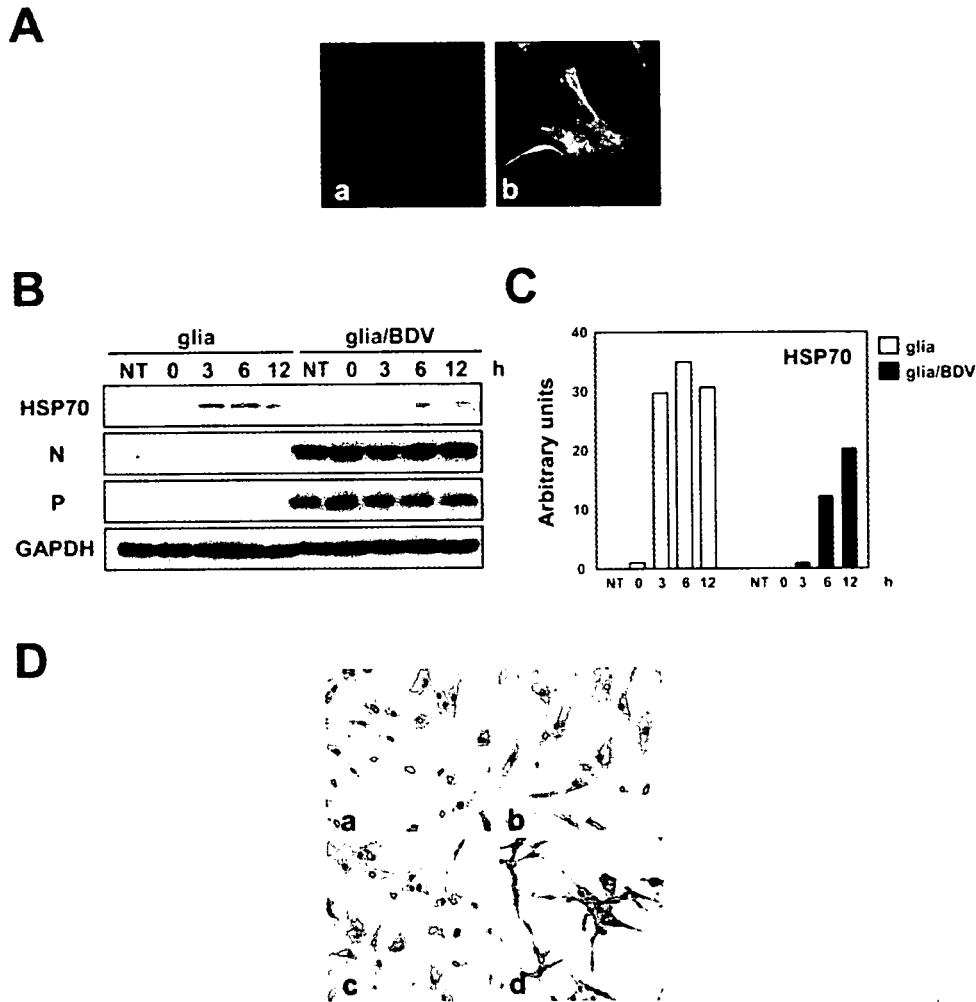 A
a b
B
glia glia/BDV
NT 0 3 6 12 NT 0 3 6 12 h
HSP70
N
P
GAPDH
C
40
30
20
10
0
Arbitrary units
HSP70
glia
glia/BDV
NT 0 3 6 12 NT 0 3 6 12 h
D
a b
c d